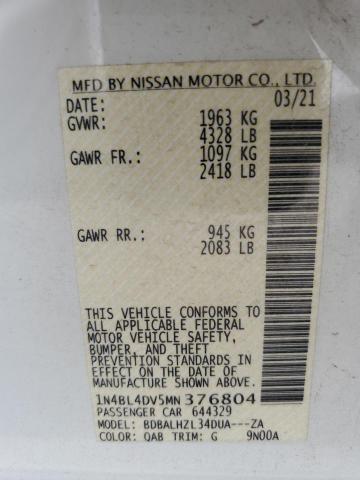 MFD BY NISSAN MOTOR CO., LTD.
DATE: 03/21
GVWR: 1963 KG
4328 LB
GAWR FR.: 1097 KG
2418 LB
GAWR RR.: 945 KG
2083 LB
THIS VEHICLE CONFORMS TO
ALL APPLICABLE FEDERAL
MOTOR VEHICLE SAFETY,
BUMPER, AND THEFT
PREVENTION STANDARDS IN
EFFECT ON THE DATE OF
MANUFACTURE SHOWN ABOVE.
1N4BL4DV5MN376804
PASSENGER CAR 644329
MODEL: BDBALHZL34DUA---ZA
COLOR: QAB TRIM: G 9N00A